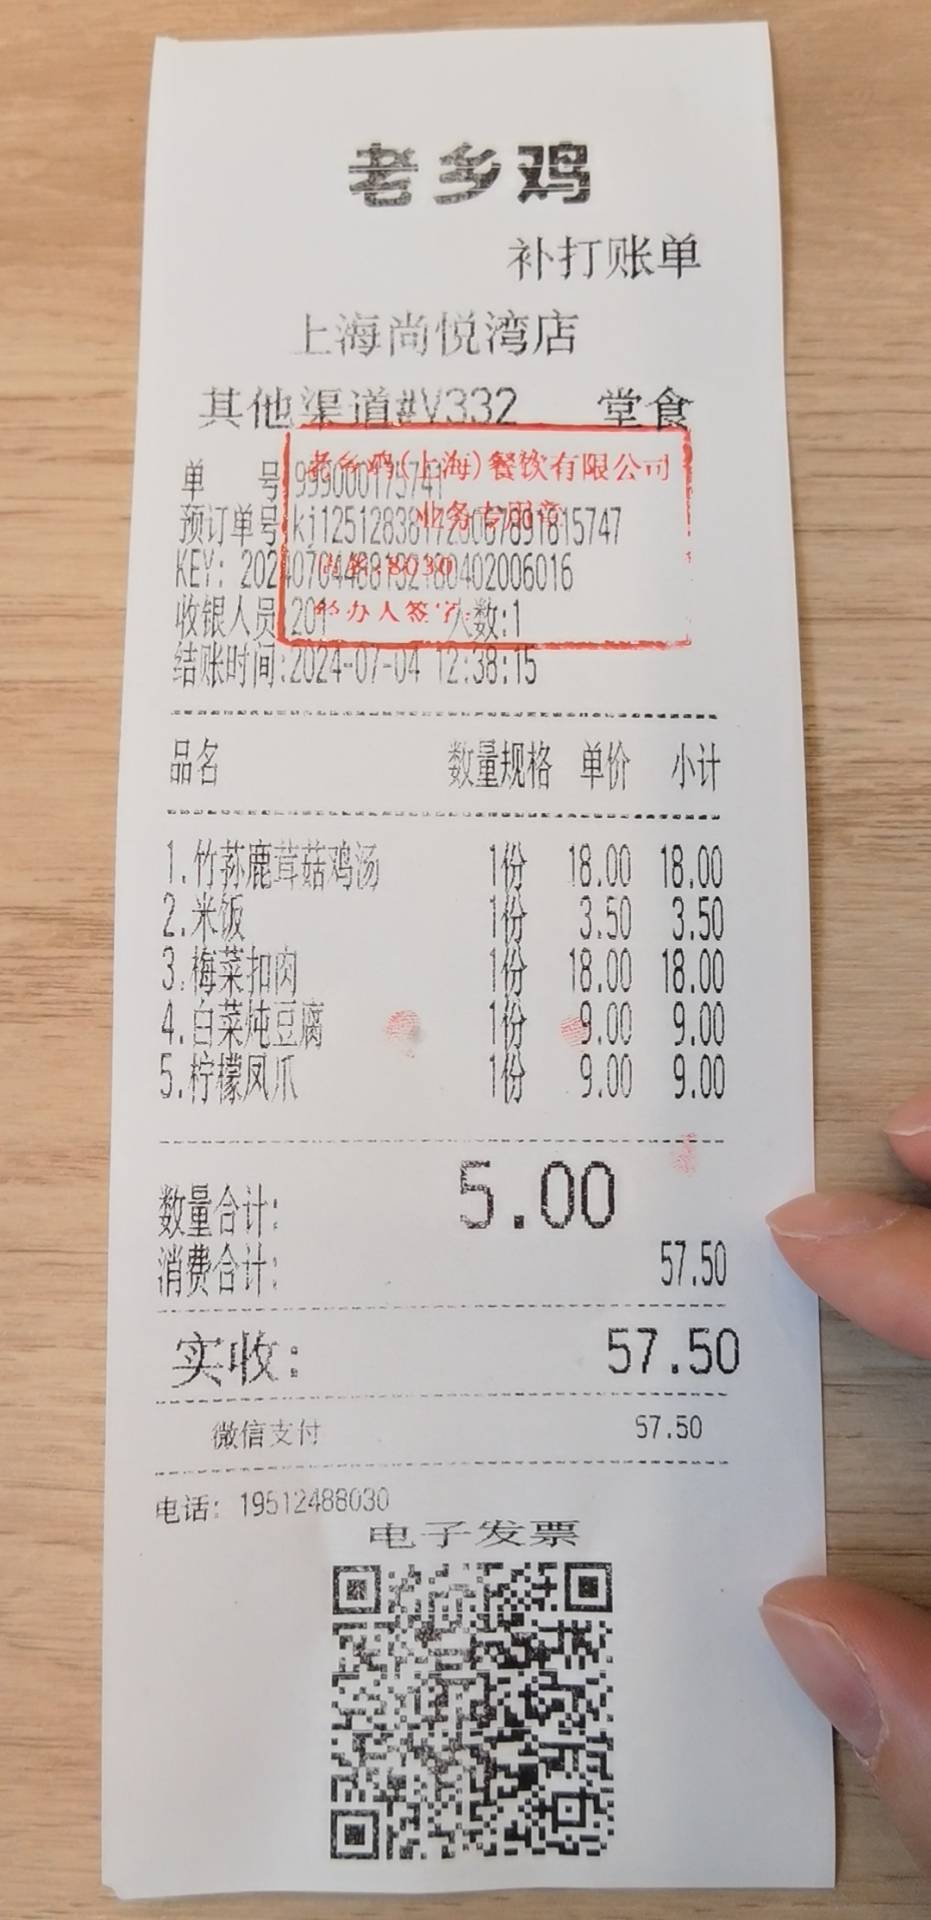 老乡鸡
补打账单
上海尚悦湾店
其他渠道#V332 堂食
老乡鸡(上海)餐饮有限公司
业务专用章
单 号 999000175741
预订单号
KEY:
经办人签字:
收银人员 201 人数:1
结账时间:2024-07-04 12:38:15
品名 数量规格 单价 小计
1.竹荪鹿茸菇鸡汤 1份 18.00 18.00
2.米饭 1份 3.50 3.50
3.梅菜扣肉 1份 18.00 18.00
4.白菜炖豆腐 1份 9.00 9.00
5.柠檬凤爪 1份 9.00 9.00
数量合计: 5.00
消费合计: 57.50
实收: 57.50
微信支付 57.50
电话: 19512488030
电子发票